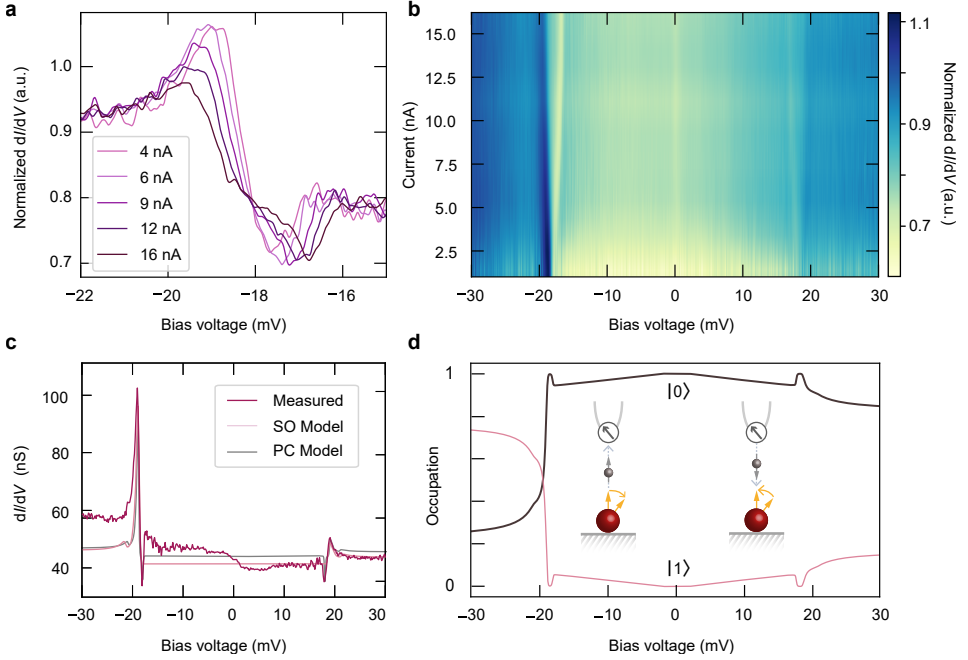 a
Normalized dI/dV (a.u.)
1.0
0.9
0.8
0.7
4 nA
6 nA
9 nA
12 nA
16 nA
−22
−20
−18
−16
Bias voltage (mV)
b
Current (nA)
15.0
12.5
10.0
7.5
5.0
2.5
−30
−20
−10
0
10
20
30
Bias voltage (mV)
1.1
0.9
0.7
Normalized dI/dV (a.u.)
c
dI/dV (nS)
100
80
60
40
Measured
SO Model
PC Model
−30
−20
−10
0
10
20
30
Bias voltage (mV)
d
Occupation
1
0
|0⟩
|1⟩
−30
−20
−10
0
10
20
30
Bias voltage (mV)